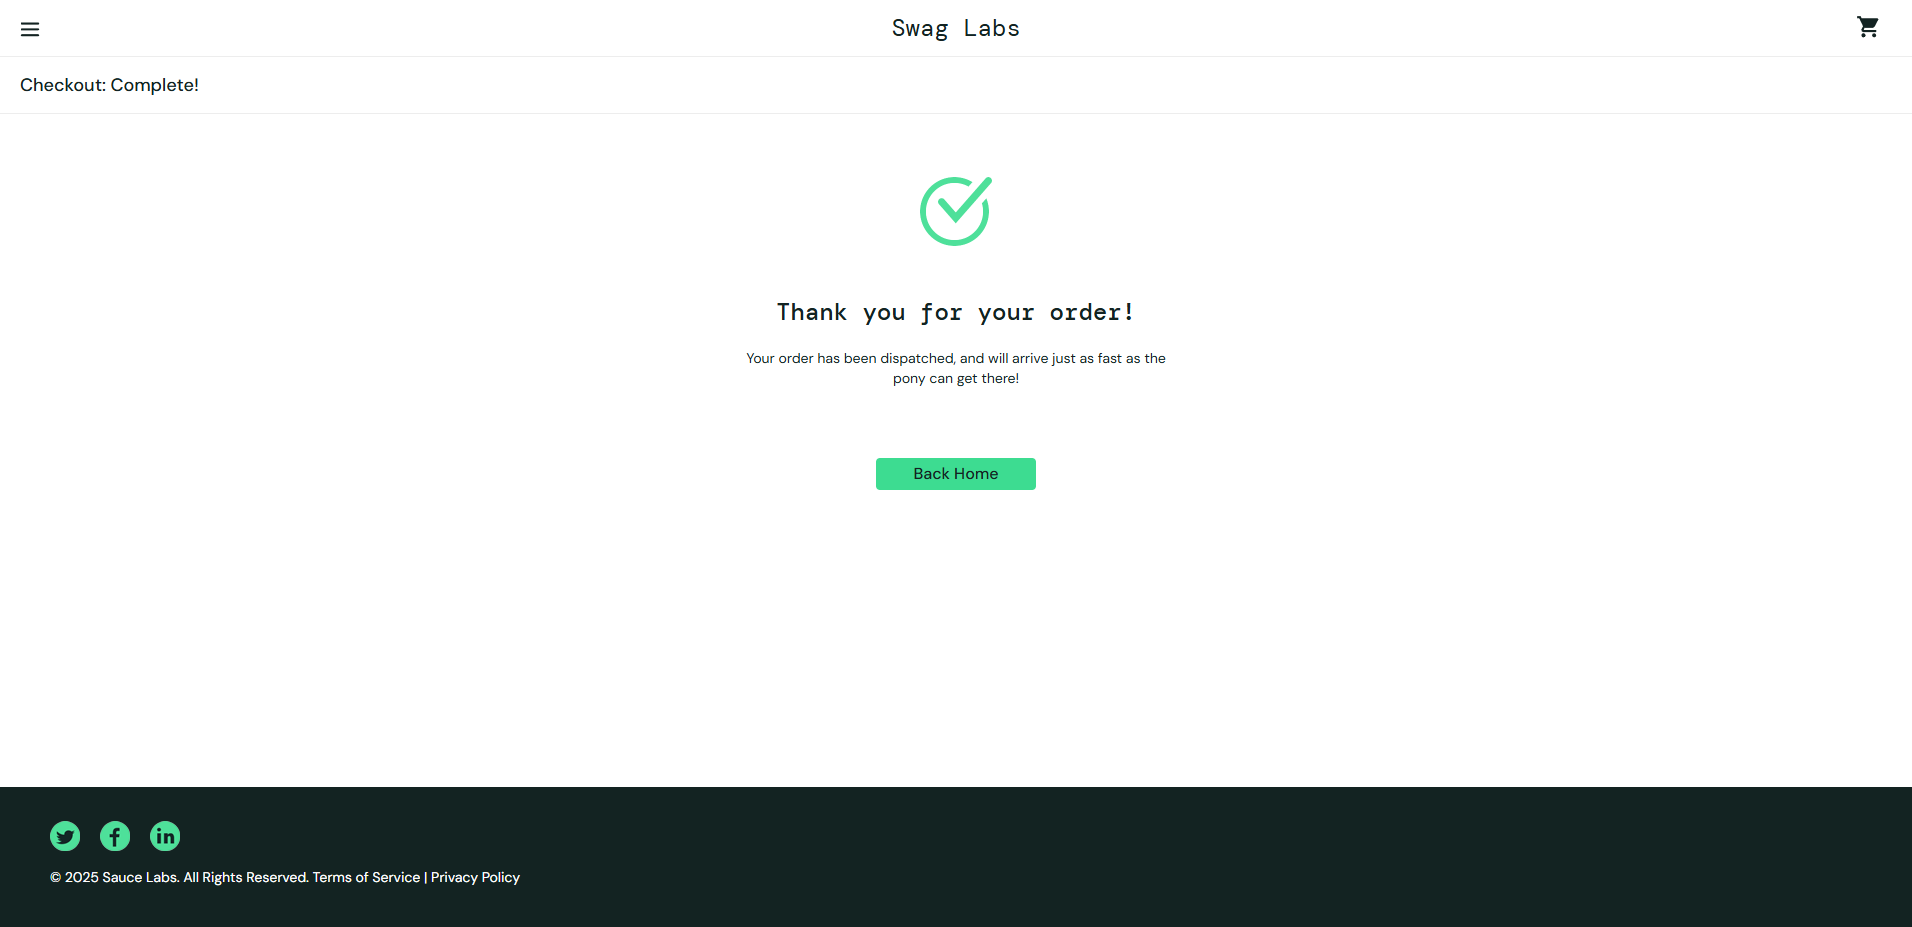 Swag Labs
Checkout: Complete!
Thank you for your order!
Your order has been dispatched, and will arrive just as fast as the
pony can get there!
Back Home
© 2025 Sauce Labs. All Rights Reserved. Terms of Service | Privacy Policy